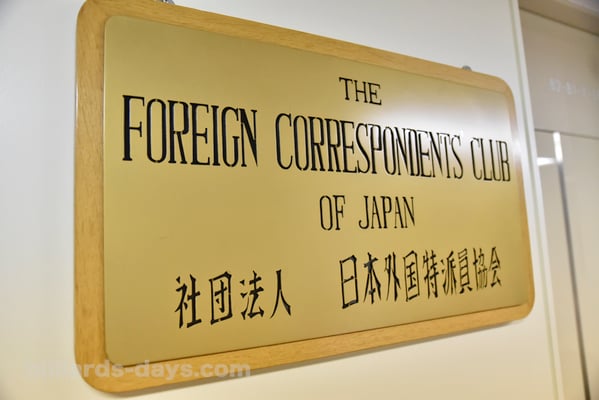 THE
FOREIGN CORRESPONDENTS' CLUB
OF JAPAN
社団法人 日本外国特派員協会